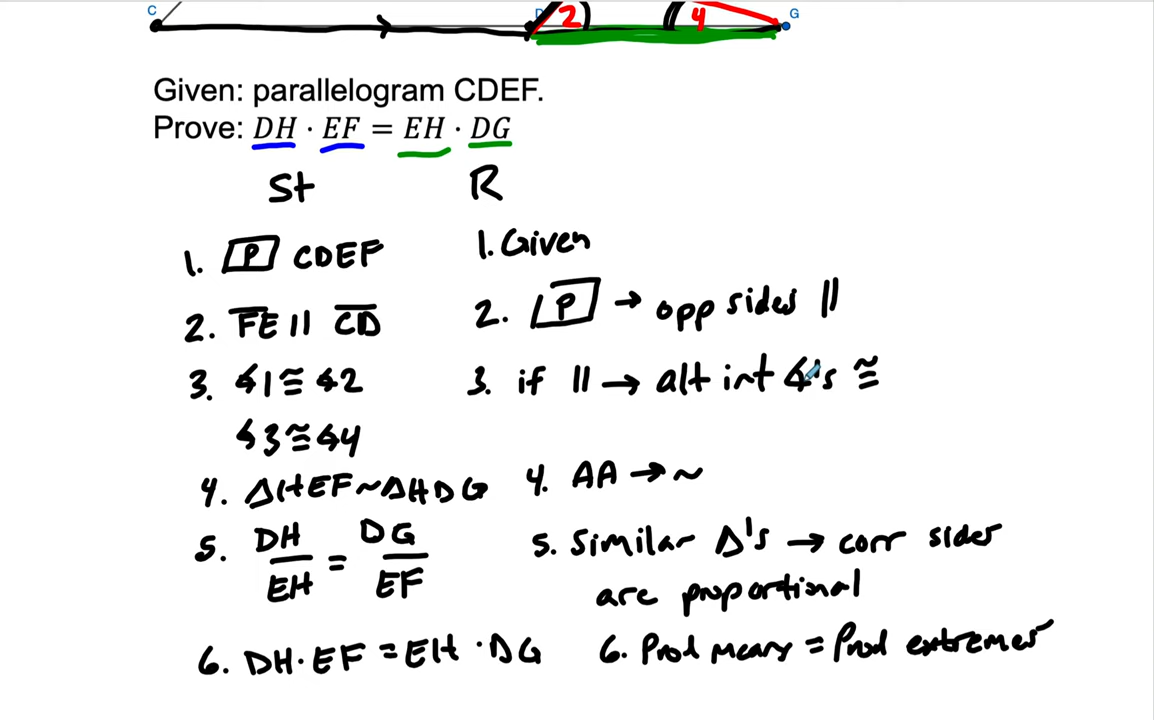 C D 2 4 G
Given: parallelogram CDEF.
Prove: DH · EF = EH · DG
St R
1. P CDEF 1. Given
2. FE || CD 2. P → opp sides ||
3. ∡1 ≅ ∡2 3. if || → alt int ∡'s ≅
∡3 ≅ ∡4
4. ΔHEF ~ ΔHDG 4. AA → ~
5. DH/EH = DG/EF 5. Similar Δ's → corr sides
are proportional
6. DH · EF = EH · DG 6. Prod means = Prod extremes